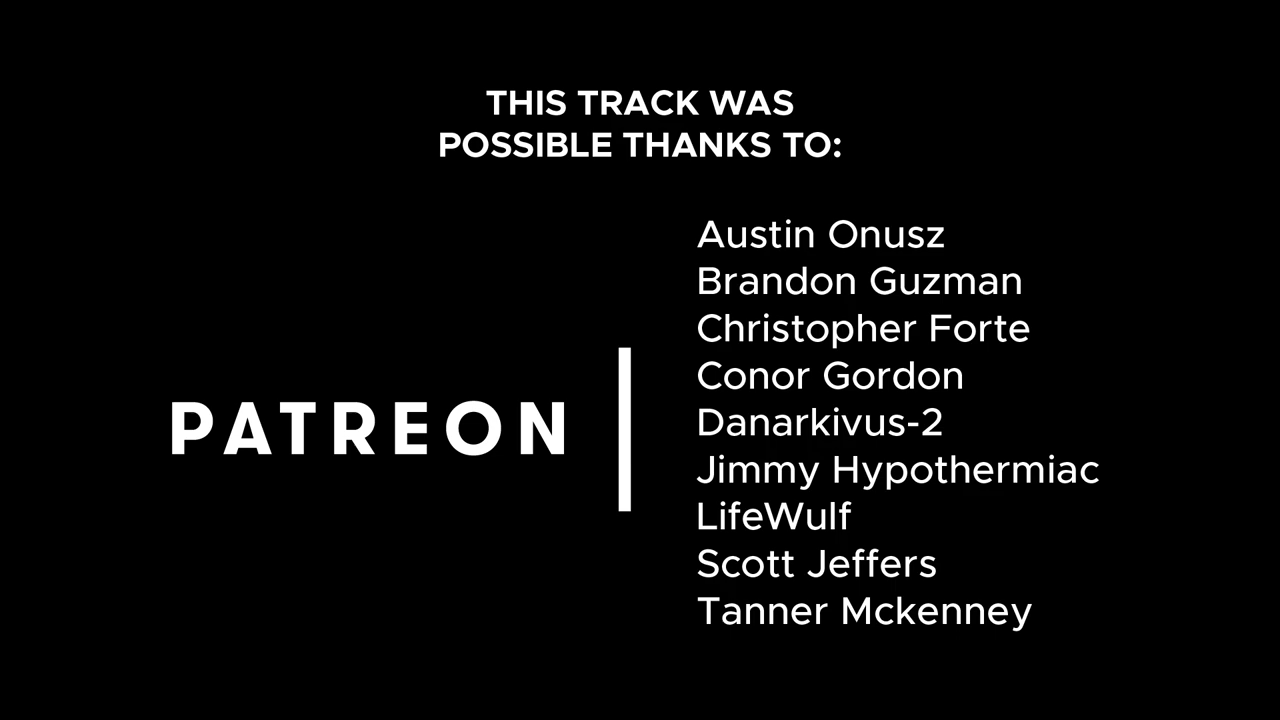 THIS TRACK WAS
POSSIBLE THANKS TO:
PATREON
Austin Onusz
Brandon Guzman
Christopher Forte
Conor Gordon
Danarkivus-2
Jimmy Hypothermiac
LifeWulf
Scott Jeffers
Tanner Mckenney